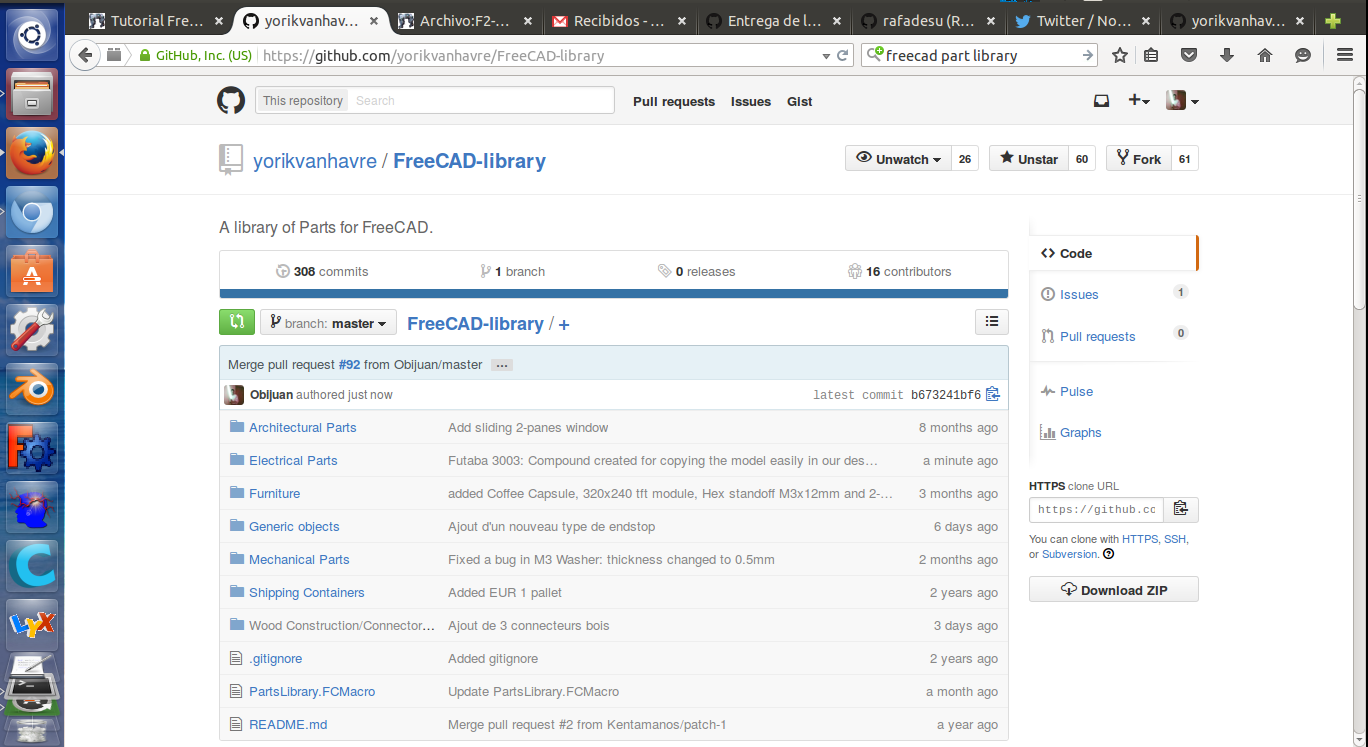 Tutorial Fre… × yorikvanhav… × Archivo:F2-… × Recibidos - … × Entrega de l… × rafadesu (R… × Twitter / No… × yorikvanhav… ×
GitHub, Inc. (US) https://github.com/yorikvanhavre/FreeCAD-library freecad part library
This repository Search Pull requests Issues Gist
yorikvanhavre / FreeCAD-library Unwatch 26 Unstar 60 Fork 61
A library of Parts for FreeCAD.
308 commits 1 branch 0 releases 16 contributors
branch: master FreeCAD-library / +
Merge pull request #92 from Obijuan/master …
Obijuan authored just now latest commit b673241bf6
Architectural Parts Add sliding 2-panes window 8 months ago
Electrical Parts Futaba 3003: Compound created for copying the model easily in our des… a minute ago
Furniture added Coffee Capsule, 320x240 tft module, Hex standoff M3x12mm and 2-… 3 months ago
Generic objects Ajout d'un nouveau type de endstop 6 days ago
Mechanical Parts Fixed a bug in M3 Washer: thickness changed to 0.5mm 2 months ago
Shipping Containers Added EUR 1 pallet 2 years ago
Wood Construction/Connector… Ajout de 3 connecteurs bois 3 days ago
.gitignore Added gitignore 2 years ago
PartsLibrary.FCMacro Update PartsLibrary.FCMacro a month ago
README.md Merge pull request #2 from Kentamanos/patch-1 a year ago
Code
Issues 1
Pull requests 0
Pulse
Graphs
HTTPS clone URL
https://github.cc
You can clone with HTTPS, SSH,
or Subversion.
Download ZIP
LYX